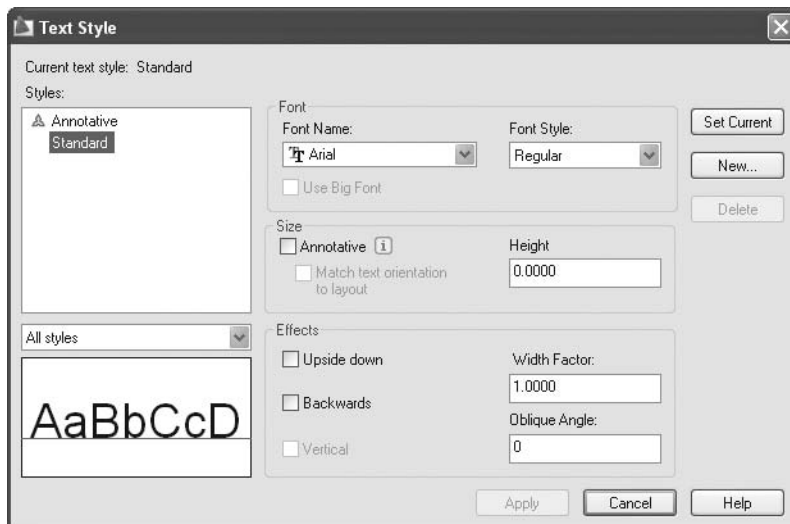 Text Style
Current text style: Standard
Styles:
Annotative
Standard
All styles
AaBbCcD
Font
Font Name:
Arial
Use Big Font
Font Style:
Regular
Size
Annotative
Match text orientation
to layout
Height
0.0000
Effects
Upside down
Backwards
Vertical
Width Factor:
1.0000
Oblique Angle:
0
Set Current
New...
Delete
Apply
Cancel
Help